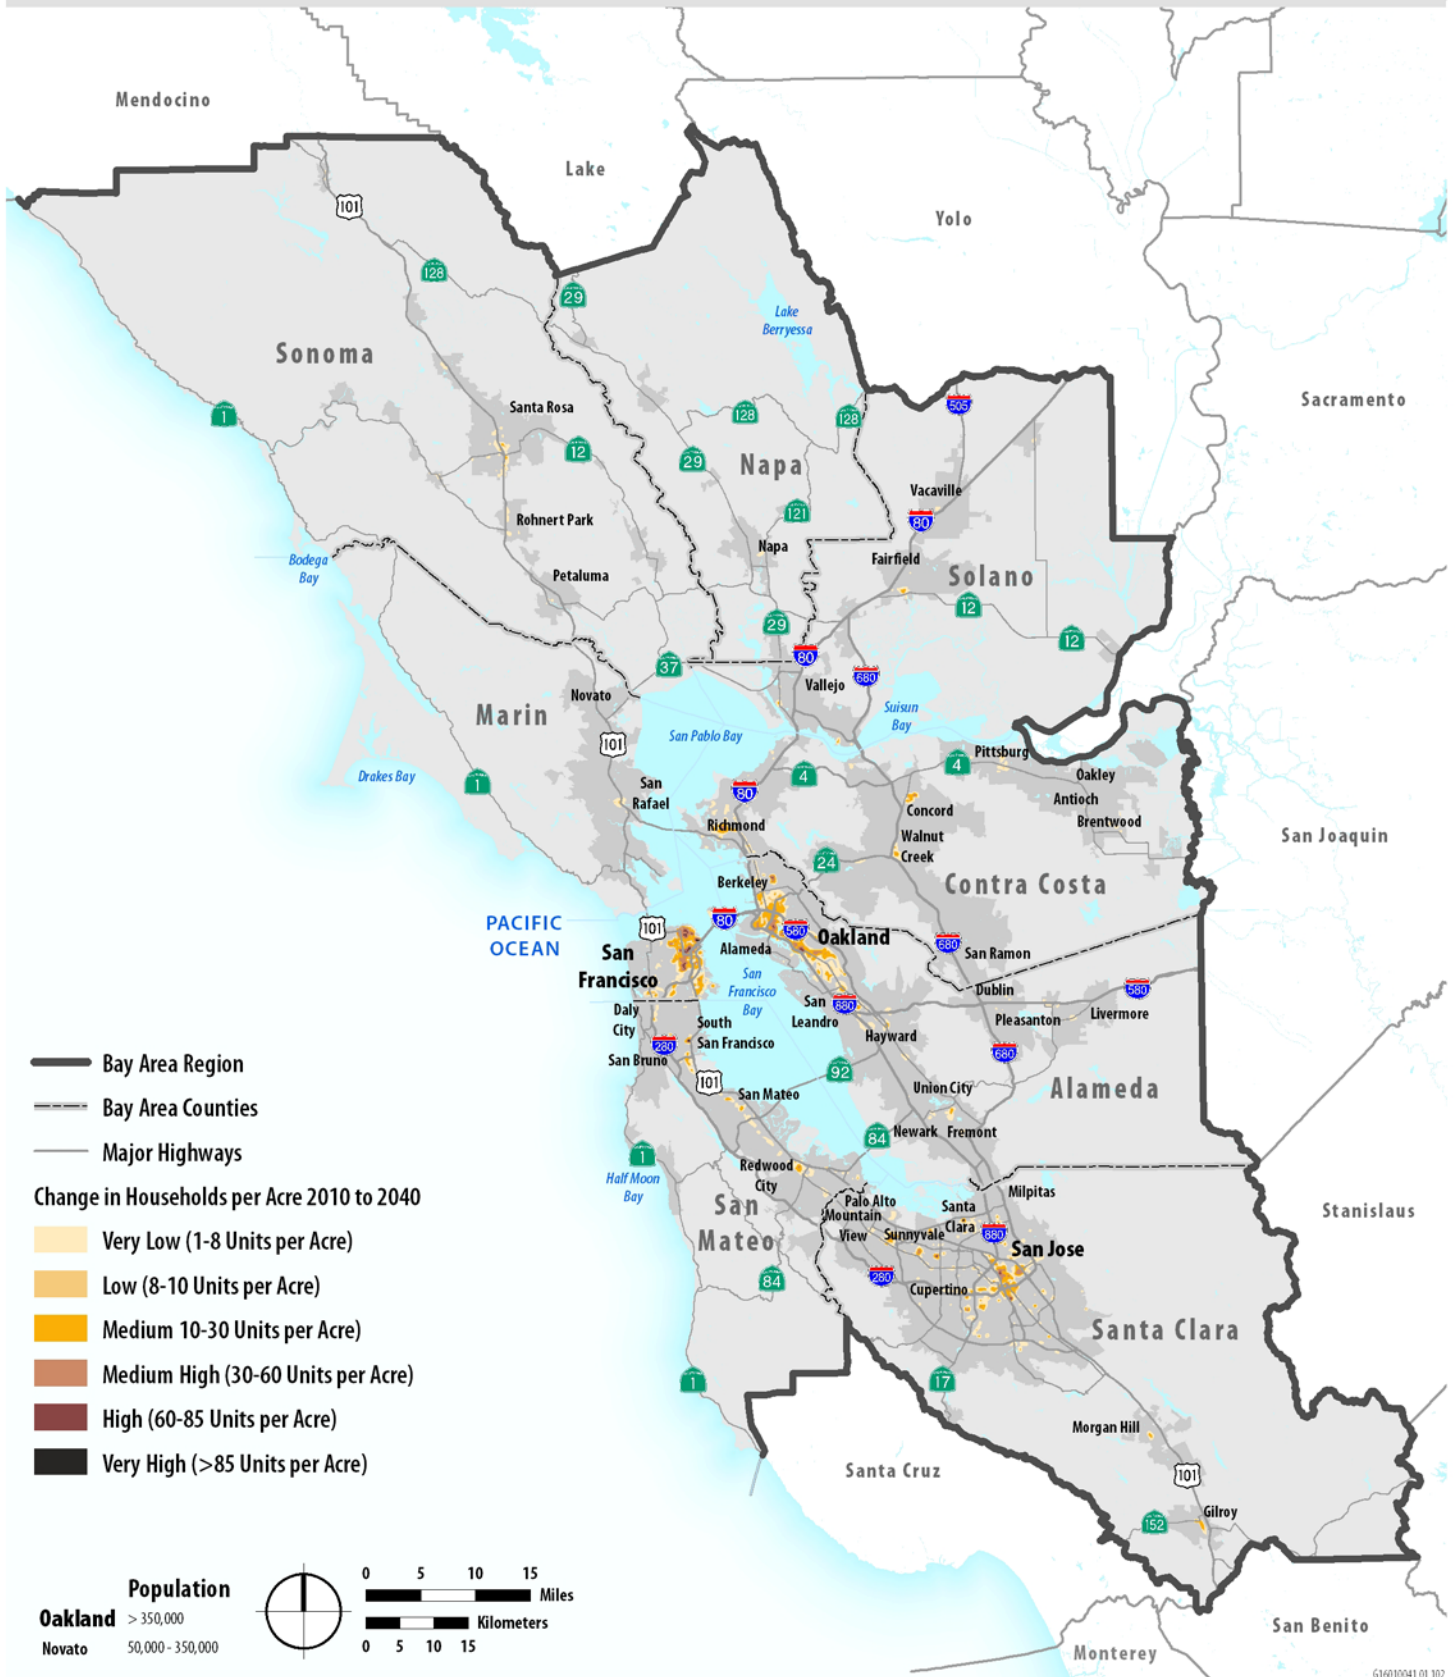 Mendocino
Lake
Yolo
101
128
29
Lake
Berryessa
Sonoma
Sacramento
505
1
Santa Rosa
128
128
12
29
Napa
Vacaville
121
80
Rohnert Park
Napa
Fairfield
Bodega
Bay
Petaluma
Solano
12
29
12
80
37
680
Vallejo
Novato
Marin
Suisun
Bay
San Pablo Bay
101
Pittsburg
4
4
Drakes Bay
1
San
Rafael
80
Oakley
Antioch
Concord
Brentwood
Richmond
Walnut
Creek
San Joaquin
24
Berkeley
Contra Costa
PACIFIC
OCEAN
101
80
580
Oakland
Alameda
680
San Ramon
San
Francisco
San
Francisco
Bay
Dublin
580
San
Leandro
880
Daly
City
South
San Francisco
Pleasanton
Livermore
Hayward
280
San Bruno
680
92
101
Union City
Alameda
San Mateo
84
Newark
Fremont
1
Half Moon
Bay
Redwood
City
Milpitas
San
Mateo
Palo Alto
Mountain
View
Santa
Clara
Sunnyvale
880
San Jose
Stanislaus
84
280
Cupertino
Santa Clara
1
17
Morgan Hill
Santa Cruz
101
152
Gilroy
San Benito
Monterey
Bay Area Region
Bay Area Counties
Major Highways
Change in Households per Acre 2010 to 2040
Very Low (1-8 Units per Acre)
Low (8-10 Units per Acre)
Medium 10-30 Units per Acre)
Medium High (30-60 Units per Acre)
High (60-85 Units per Acre)
Very High (>85 Units per Acre)
Population
Oakland > 350,000
Novato 50,000 - 350,000
0 5 10 15
Miles
Kilometers
0 5 10 15